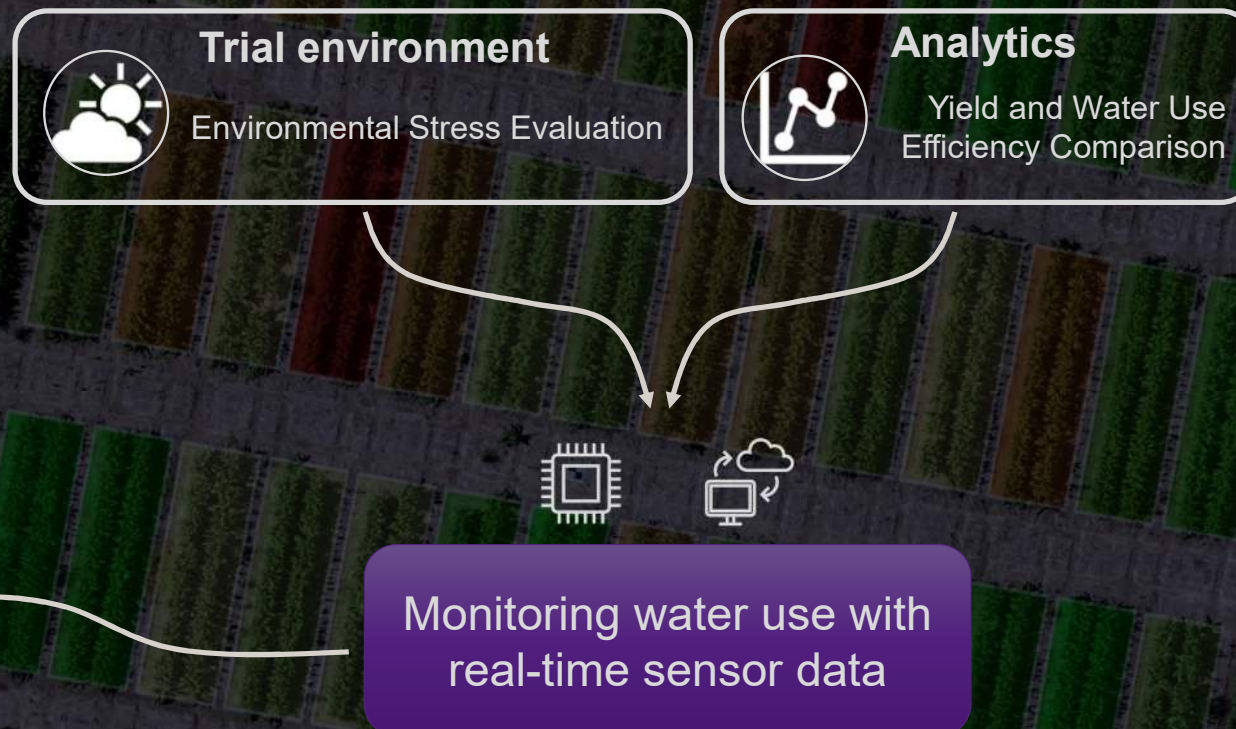 Trial environment
Environmental Stress Evaluation
Analytics
Yield and Water Use
Efficiency Comparison
Monitoring water use with
real-time sensor data